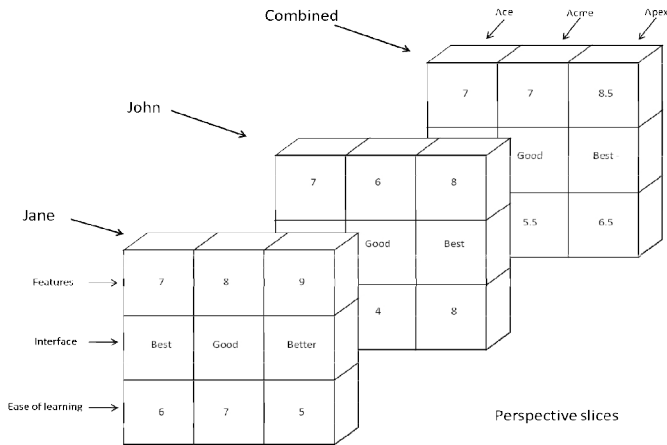 Combined
Ace
Acme
Apex
7 7 8.5
Good Best-
5.5 6.5
John
7 6 8
Good Best
4 8
Jane
Features 7 8 9
Interface Best Good Better
Ease of learning 6 7 5
Perspective slices